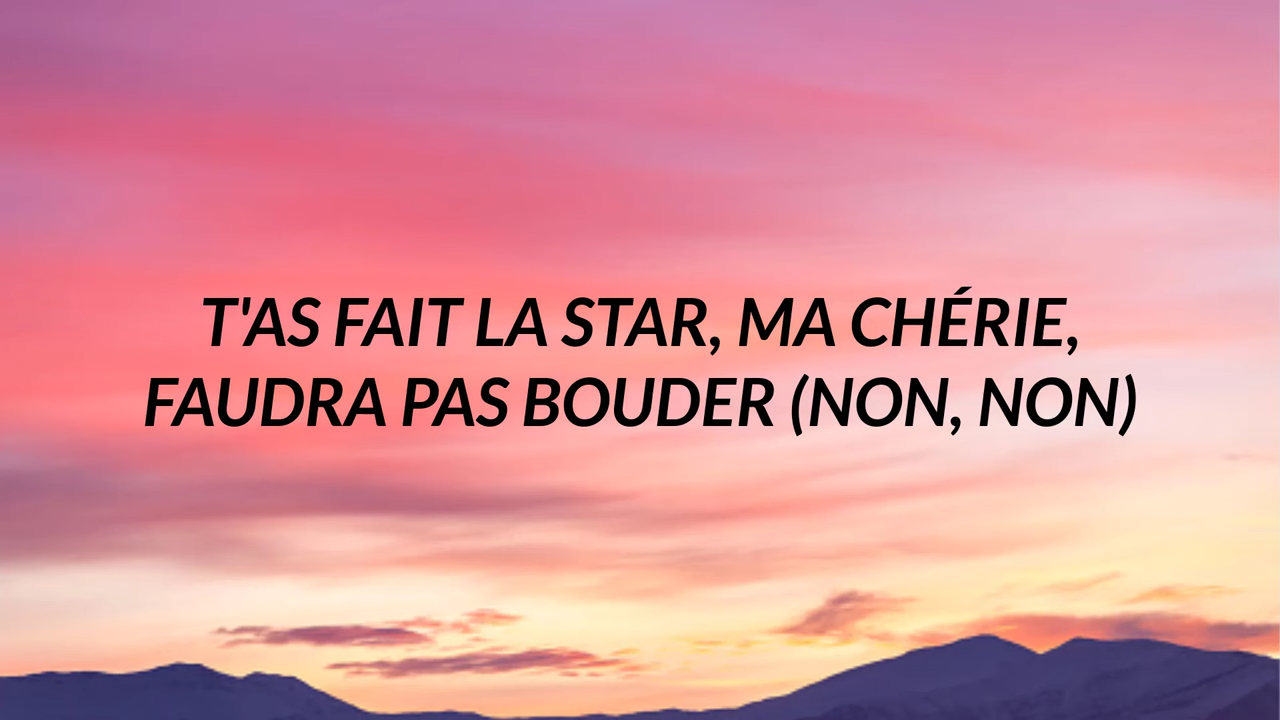 T'AS FAIT LA STAR, MA CHÉRIE,
FAUDRA PAS BOUDER (NON, NON)